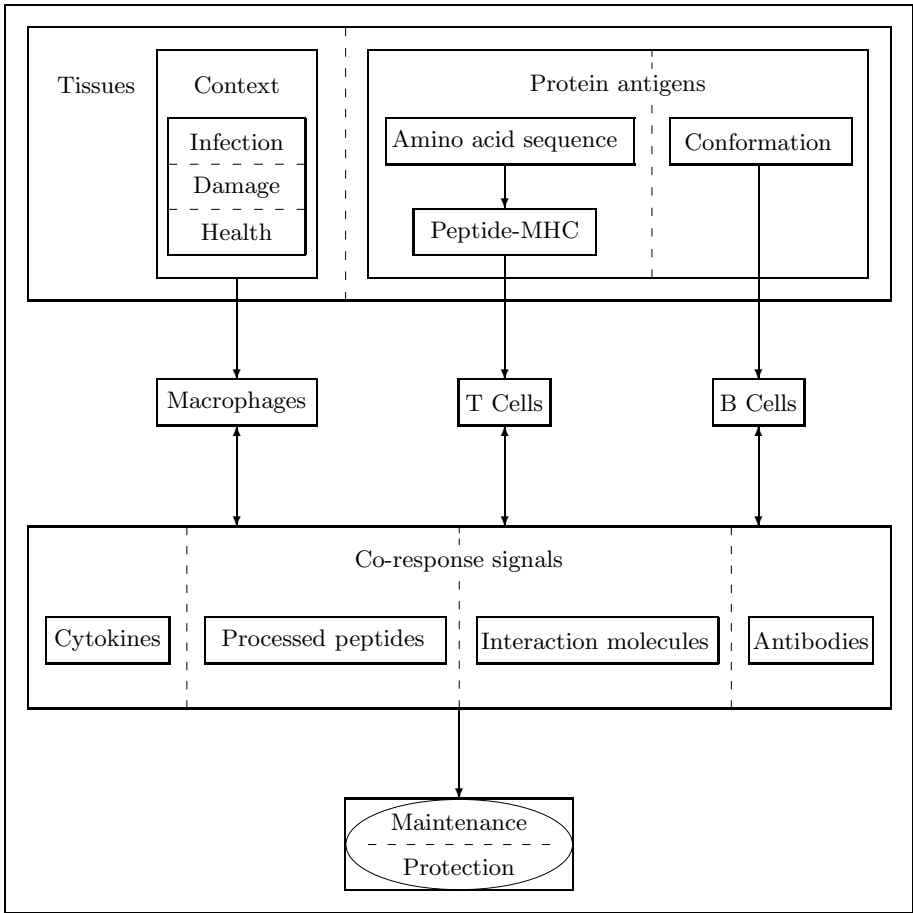 Tissues
Context
Protein antigens
Infection
Damage
Health
Amino acid sequence
Conformation
Peptide-MHC
Macrophages
T Cells
B Cells
Co-response signals
Cytokines
Processed peptides
Interaction molecules
Antibodies
Maintenance
Protection